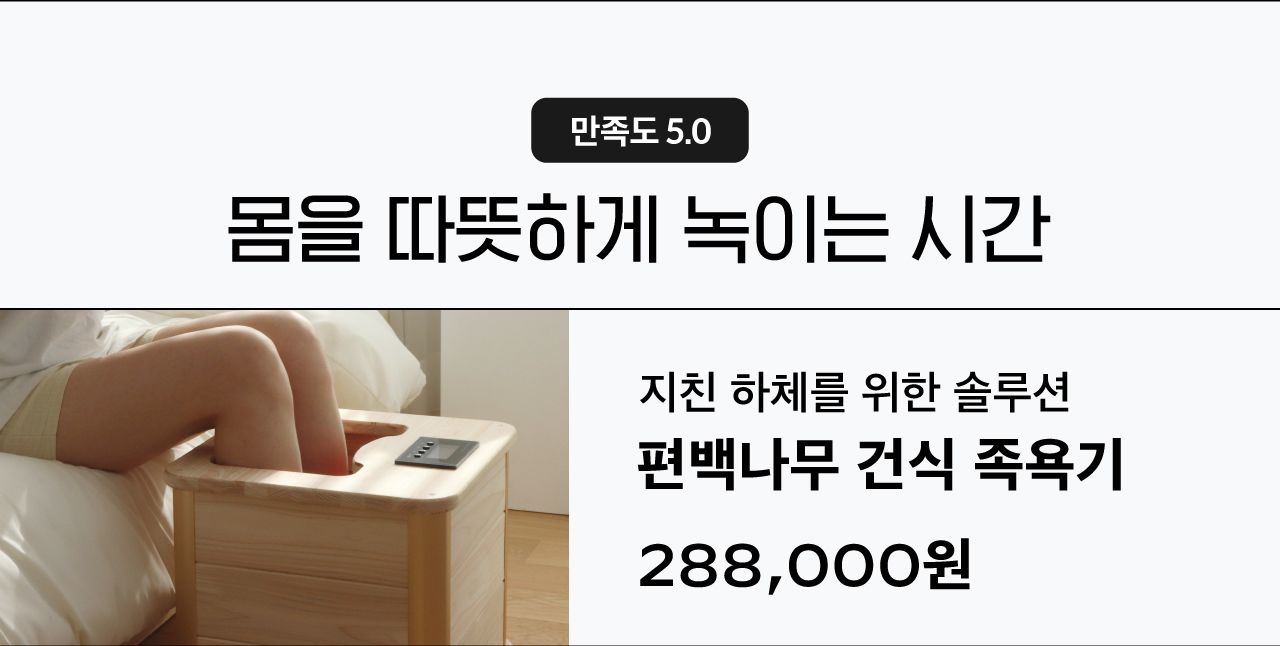 만족도 5.0
몸을 따뜻하게 녹이는 시간
지친 하체를 위한 솔루션
편백나무 건식 족욕기
288,000원